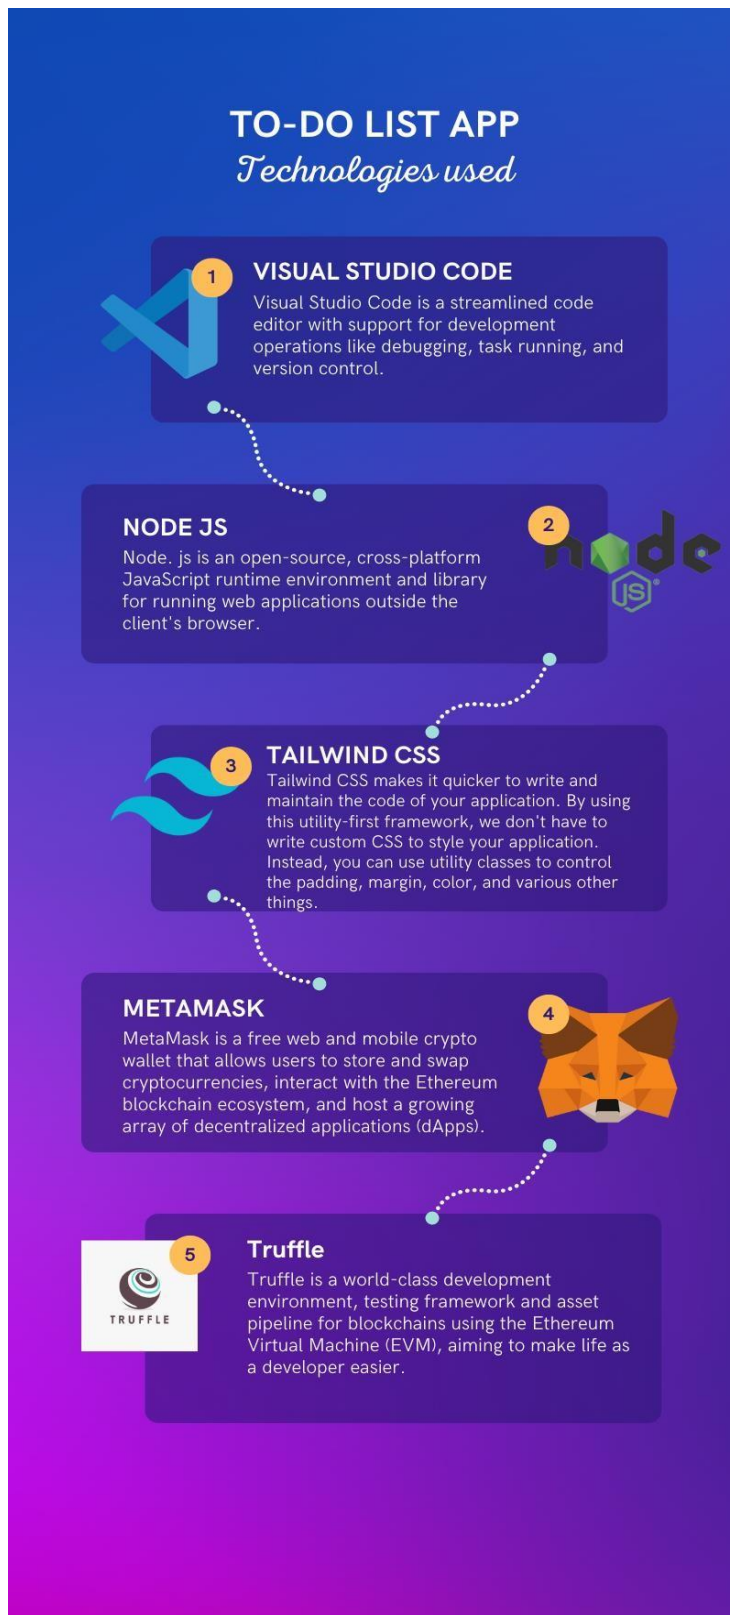 TO-DO LIST APP
Technologies used
1
VISUAL STUDIO CODE
Visual Studio Code is a streamlined code
editor with support for development
operations like debugging, task running, and
version control.
2
NODE JS
node
JS
Node. js is an open-source, cross-platform
JavaScript runtime environment and library
for running web applications outside the
client's browser.
3
TAILWIND CSS
Tailwind CSS makes it quicker to write and
maintain the code of your application. By using
this utility-first framework, we don't have to
write custom CSS to style your application.
Instead, you can use utility classes to control
the padding, margin, color, and various other
things.
4
METAMASK
MetaMask is a free web and mobile crypto
wallet that allows users to store and swap
cryptocurrencies, interact with the Ethereum
blockchain ecosystem, and host a growing
array of decentralized applications (dApps).
5
TRUFFLE
Truffle
Truffle is a world-class development
environment, testing framework and asset
pipeline for blockchains using the Ethereum
Virtual Machine (EVM), aiming to make life as
a developer easier.